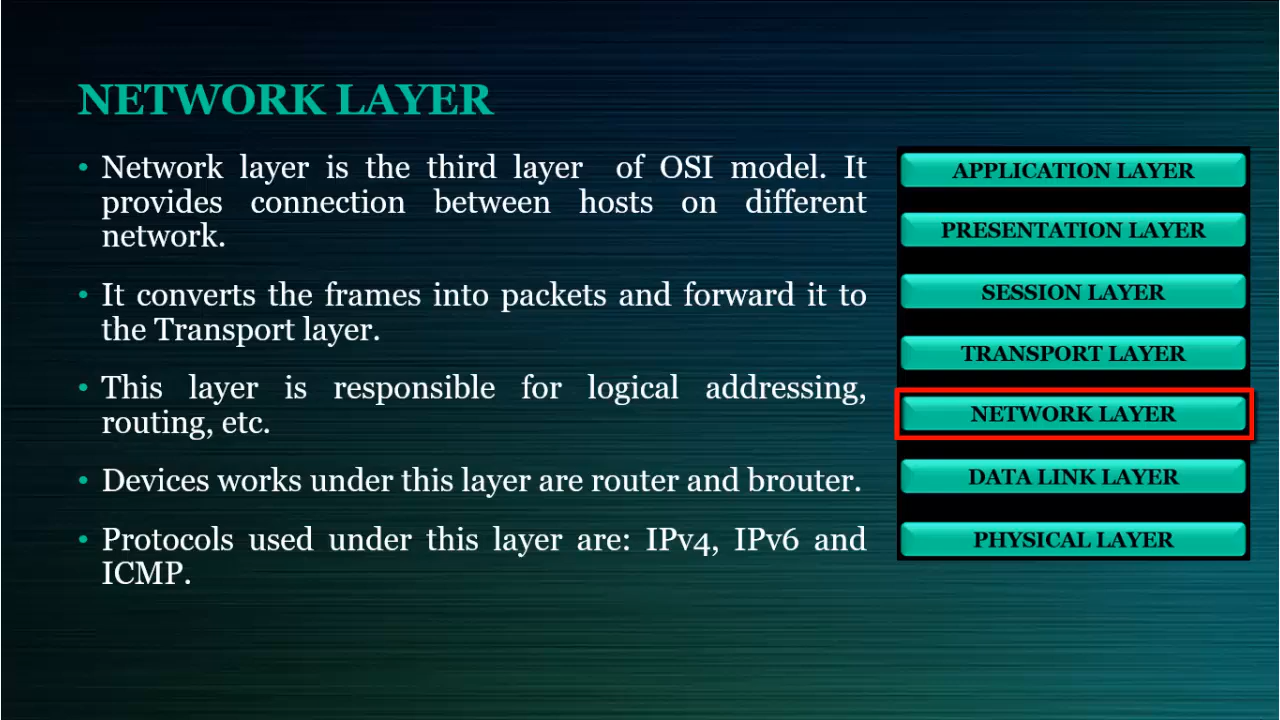 NETWORK LAYER
• Network layer is the third layer of OSI model. It
provides connection between hosts on different
network.
• It converts the frames into packets and forward it to
the Transport layer.
• This layer is responsible for logical addressing,
routing, etc.
• Devices works under this layer are router and brouter.
• Protocols used under this layer are: IPv4, IPv6 and
ICMP.
APPLICATION LAYER
PRESENTATION LAYER
SESSION LAYER
TRANSPORT LAYER
NETWORK LAYER
DATA LINK LAYER
PHYSICAL LAYER